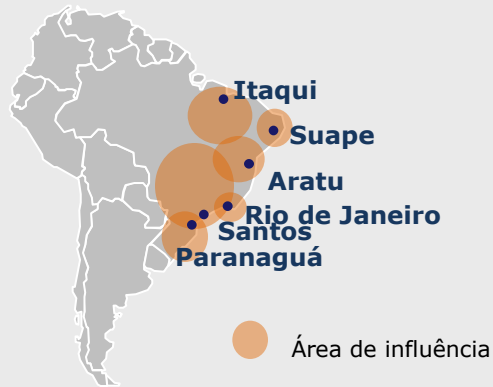 Itaqui
Suape
Aratu
Rio de Janeiro
Santos
Paranaguá
Área de influência